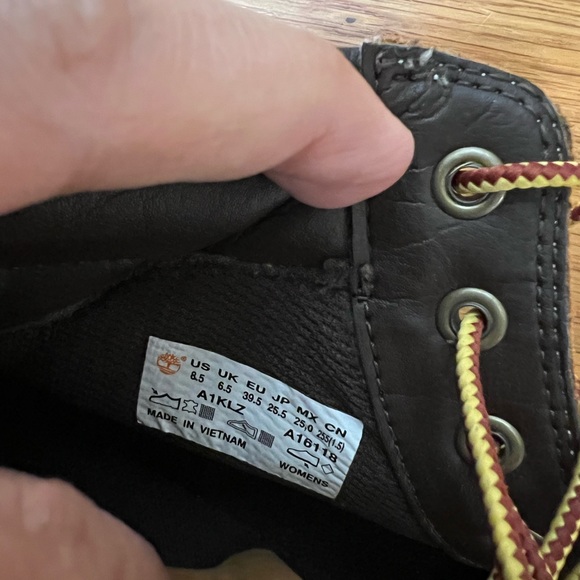 US UK EU JP MX CN
8.5 6.5 39.5 25.5 25,0 255(1.5)
A1KLZ A16118
MADE IN VIETNAM WOMENS